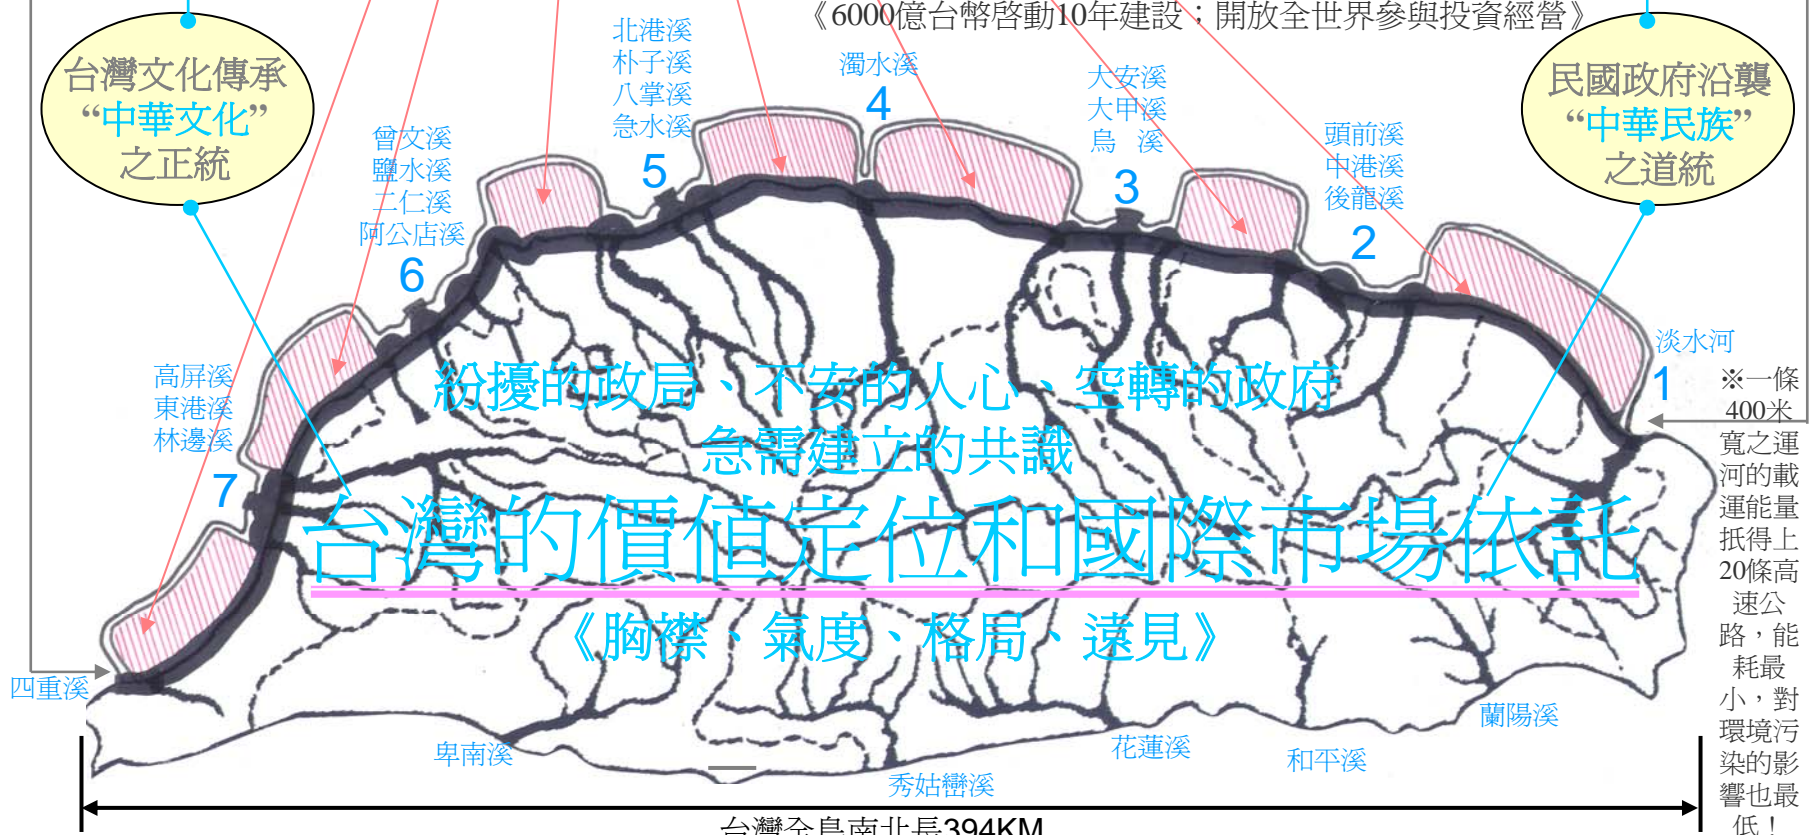 《6000億台幣啓動10年建設；開放全世界參與投資經營》
台灣文化傳承
“中華文化”
之正統
民國政府沿襲
“中華民族”
之道統
北港溪
朴子溪
八掌溪
急水溪
5
濁水溪
4
大安溪
大甲溪
烏　溪
3
頭前溪
中港溪
後龍溪
2
曾文溪
鹽水溪
二仁溪
阿公店溪
6
淡水河
1
高屏溪
東港溪
林邊溪
7
※一條
400米
寬之運
河的載
運能量
抵得上
20條高
速公
路，能
耗最
小，對
環境污
染的影
響也最
低！
紛擾的政局、不安的人心、空轉的政府
急需建立的共識
台灣的價值定位和國際市場依託
《胸襟、氣度、格局、遠見》
四重溪
卑南溪
秀姑巒溪
花蓮溪
和平溪
蘭陽溪
台灣全島南北長394KM